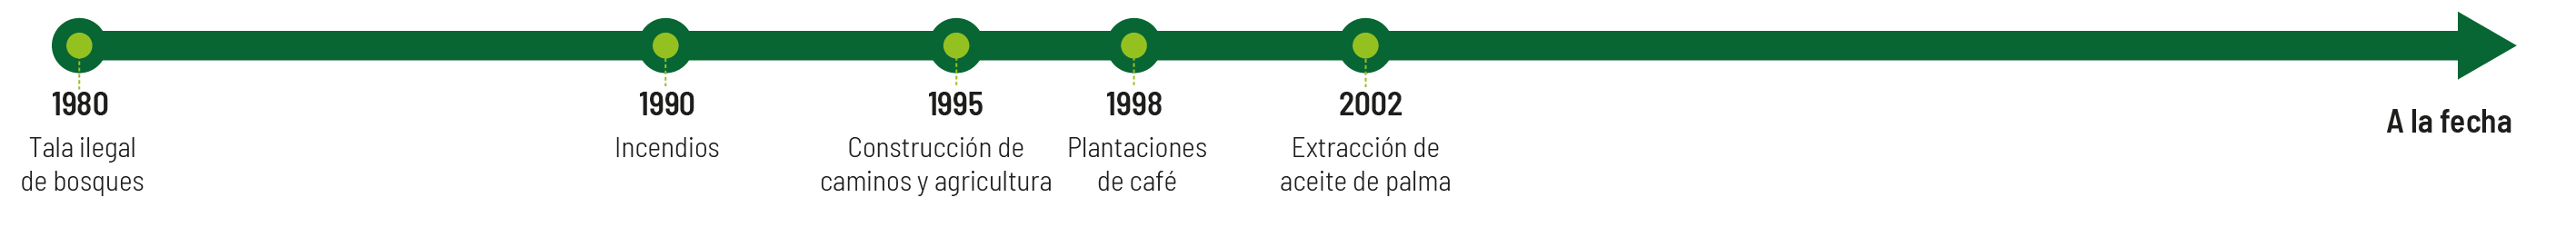 1980
Tala ilegal
de bosques
1990
Incendios
1995
Construcción de
caminos y agricultura
1998
Plantaciones
de café
2002
Extracción de
aceite de palma
A la fecha